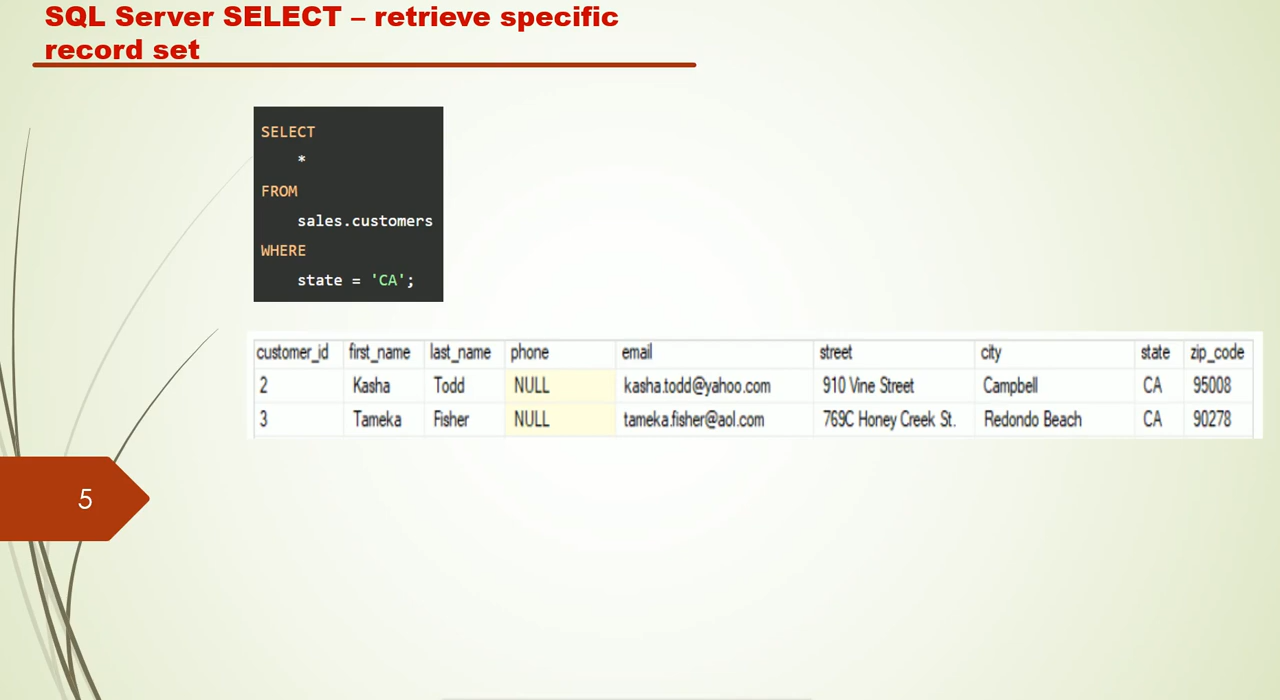 SQL Server SELECT – retrieve specific
record set
SELECT
*
FROM
sales.customers
WHERE
state = 'CA';
customer_id first_name last_name phone email street city state zip_code
2 Kasha Todd NULL kasha.todd@yahoo.com 910 Vine Street Campbell CA 95008
3 Tameka Fisher NULL tameka.fisher@aol.com 769C Honey Creek St. Redondo Beach CA 90278
5